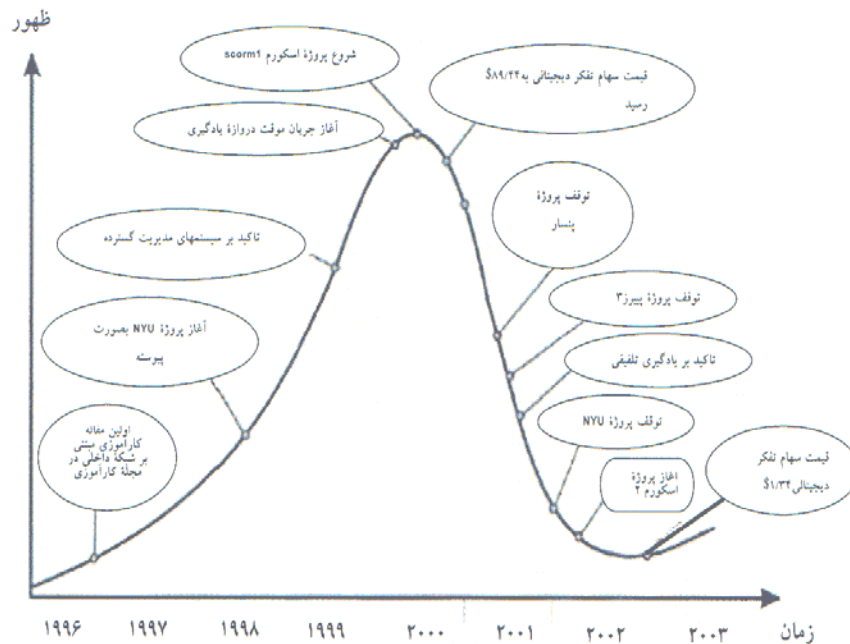 ظهور
شروع پروژهٔ اسکورم scorm1
قیمت سهام تفکر دیجیتالی به ۸۹/۴۴$
رسید
آغاز جریان موقت دروازهٔ یادگیری
توقف پروژهٔ
پنسار
تاکید بر سیستمهای مدیریت گسترده
توقف پروژهٔ پییرز۳
آغاز پروژهٔ NYU بصورت
پیوسته
تاکید بر یادگیری تلفیقی
توقف پروژهٔ NYU
اولین مقاله
کارآموزی مبتنی
بر شبکهٔ داخلی در
مجلهٔ کارآموزی
اغاز پروژهٔ
اسکورم ۲
قیمت سهام تفکر
دیجیتالی ۱/۳۴$
۱۹۹۶ ۱۹۹۷ ۱۹۹۸ ۱۹۹۹ ۲۰۰۰ ۲۰۰۱ ۲۰۰۲ ۲۰۰۳ زمان